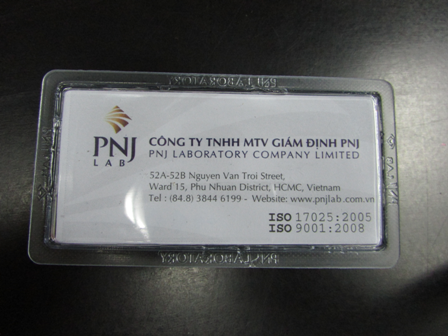 PNJ
LAB
CÔNG TY TNHH MTV GIÁM ĐỊNH PNJ
PNJ LABORATORY COMPANY LIMITED
52A-52B Nguyen Van Troi Street,
Ward 15, Phu Nhuan District, HCMC, Vietnam
Tel : (84.8) 3844 6199 - Website: www.pnjlab.com.vn
ISO 17025:2005
ISO 9001:2008